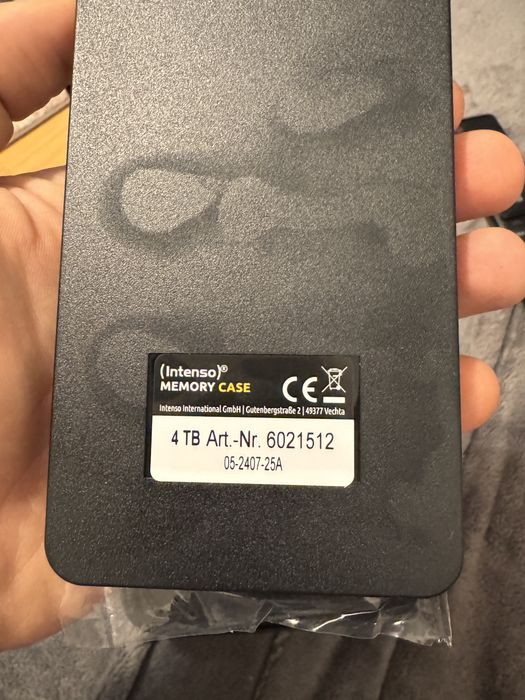 (Intenso)®
MEMORY CASE
CE
Intenso International GmbH | Gutenbergstraße 2 | 49377 Vechta
4 TB Art.-Nr. 6021512
05-2407-25A